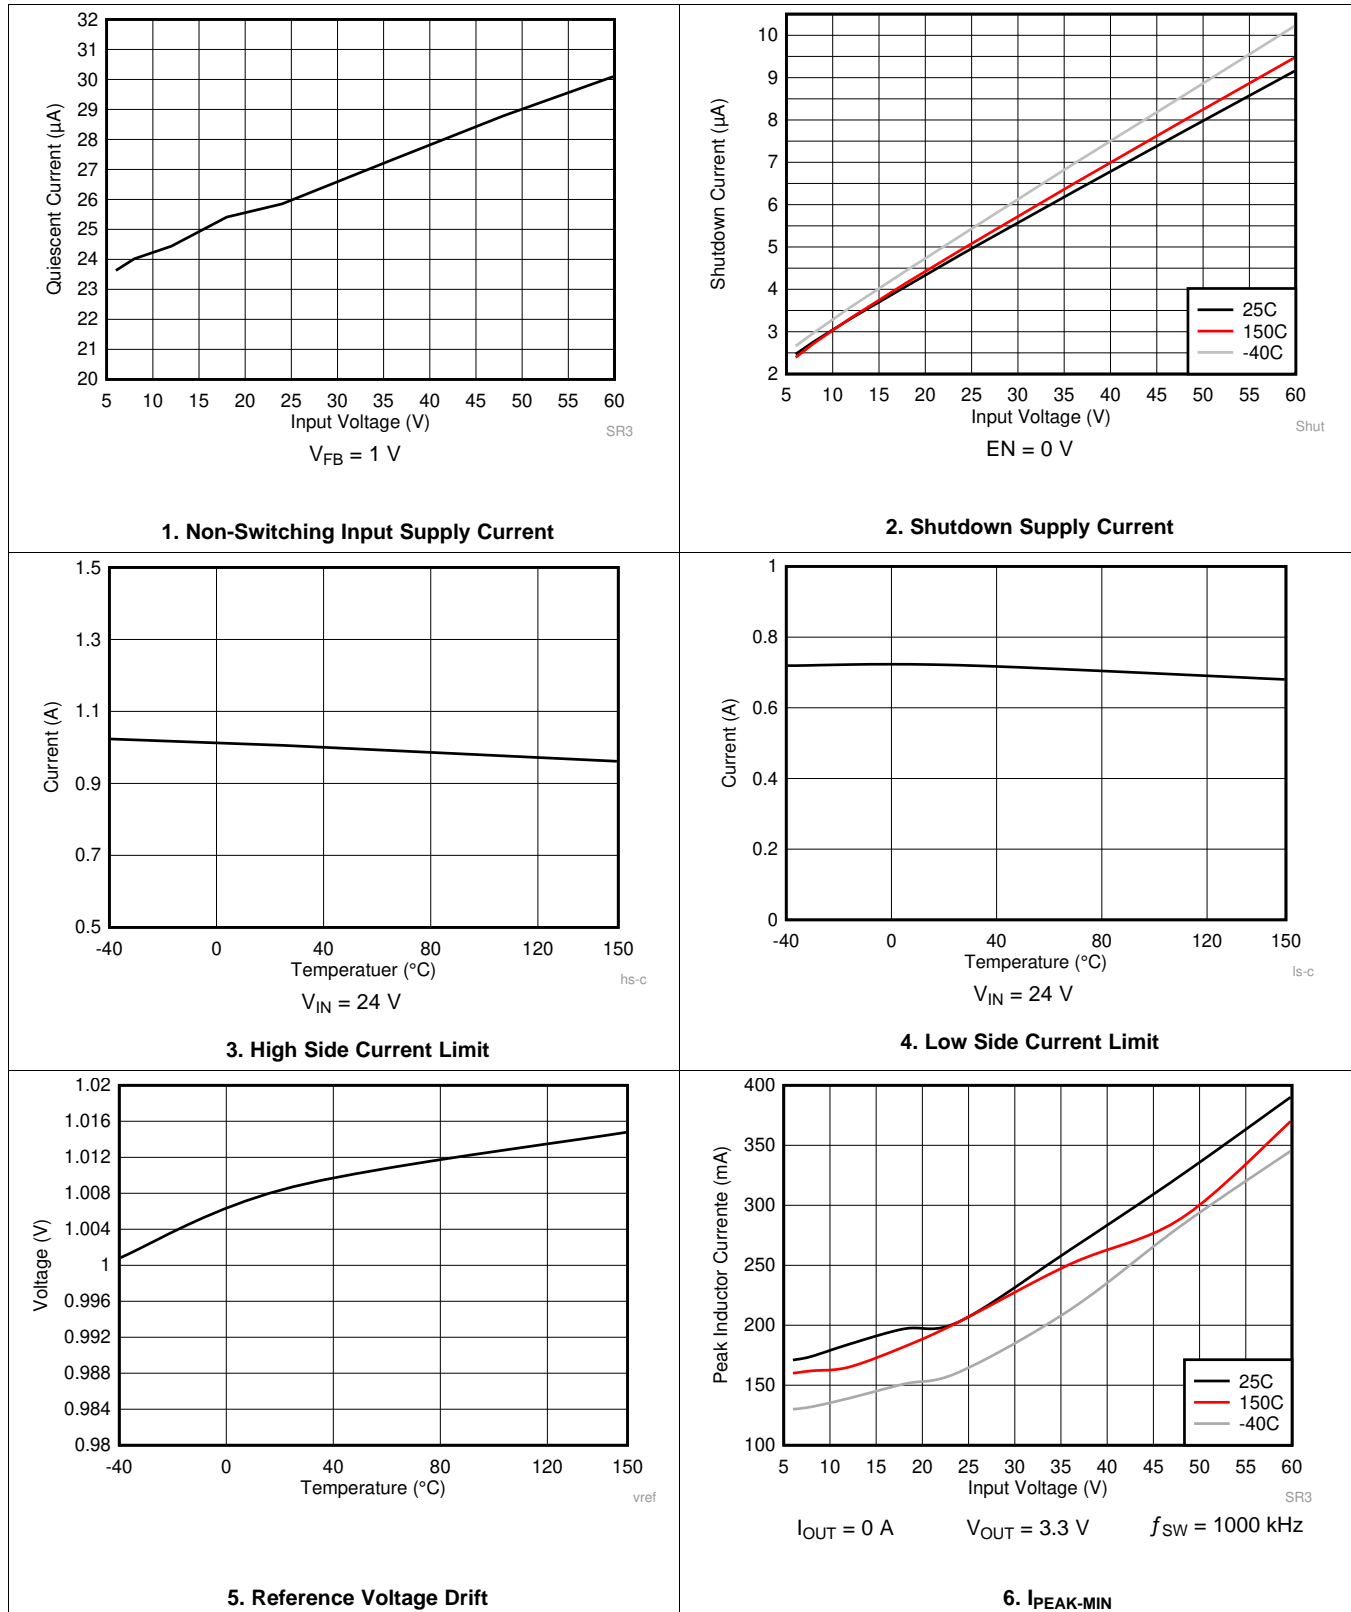 32
31
30
29
28
27
26
25
24
23
22
21
20
Quiescent Current (µA)
5 10 15 20 25 30 35 40 45 50 55 60
Input Voltage (V)
SR3
VFB = 1 V
1. Non-Switching Input Supply Current
10
9
8
7
6
5
4
3
2
Shutdown Current (µA)
25C
150C
-40C
5 10 15 20 25 30 35 40 45 50 55 60
Input Voltage (V)
Shut
EN = 0 V
2. Shutdown Supply Current
1.5
1.3
1.1
0.9
0.7
0.5
Current (A)
-40 0 40 80 120 150
Temperatuer (°C)
hs-c
VIN = 24 V
3. High Side Current Limit
1
0.8
0.6
0.4
0.2
0
Current (A)
-40 0 40 80 120 150
Temperature (°C)
ls-c
VIN = 24 V
4. Low Side Current Limit
1.02
1.016
1.012
1.008
1.004
1
0.996
0.992
0.988
0.984
0.98
Voltage (V)
-40 0 40 80 120 150
Temperature (°C)
vref
5. Reference Voltage Drift
400
350
300
250
200
150
100
Peak Inductor Currente (mA)
25C
150C
-40C
5 10 15 20 25 30 35 40 45 50 55 60
Input Voltage (V)
SR3
IOUT = 0 A VOUT = 3.3 V ƒSW = 1000 kHz
6. IPEAK-MIN